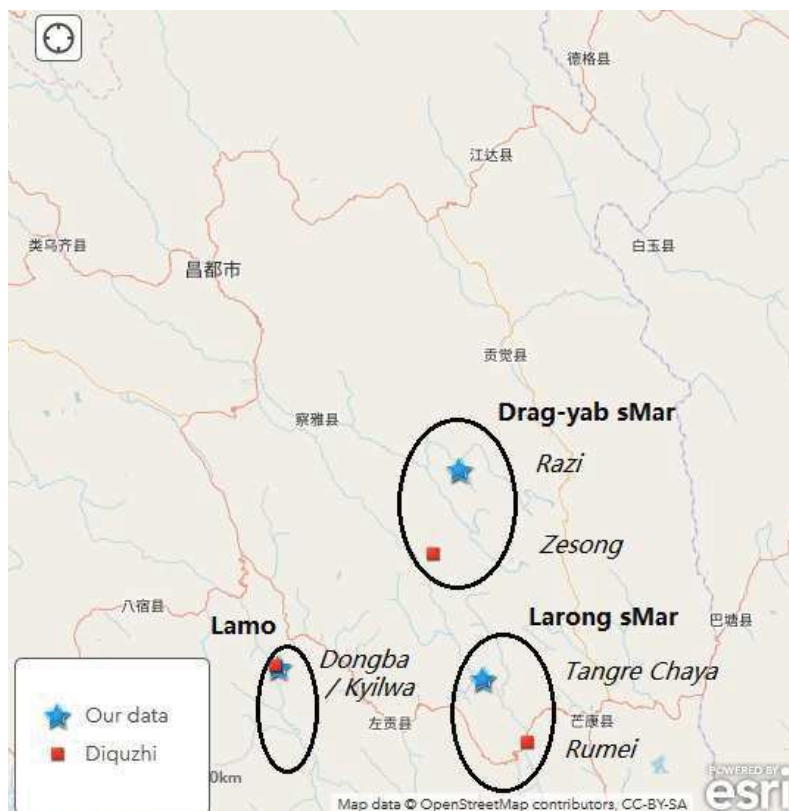 德格县
江达县
类乌齐县
白玉县
昌都市
贡觉县
察雅县
Drag-yab sMar
Razi
Zesong
八宿县
Lamo
Larong sMar
巴塘县
Dongba
/ Kyilwa
Tangre Chaya
左贡县
芒康县
Rumei
Our data
Diquzhi
0km
POWERED BY
esri
Map data © OpenStreetMap contributors, CC-BY-SA